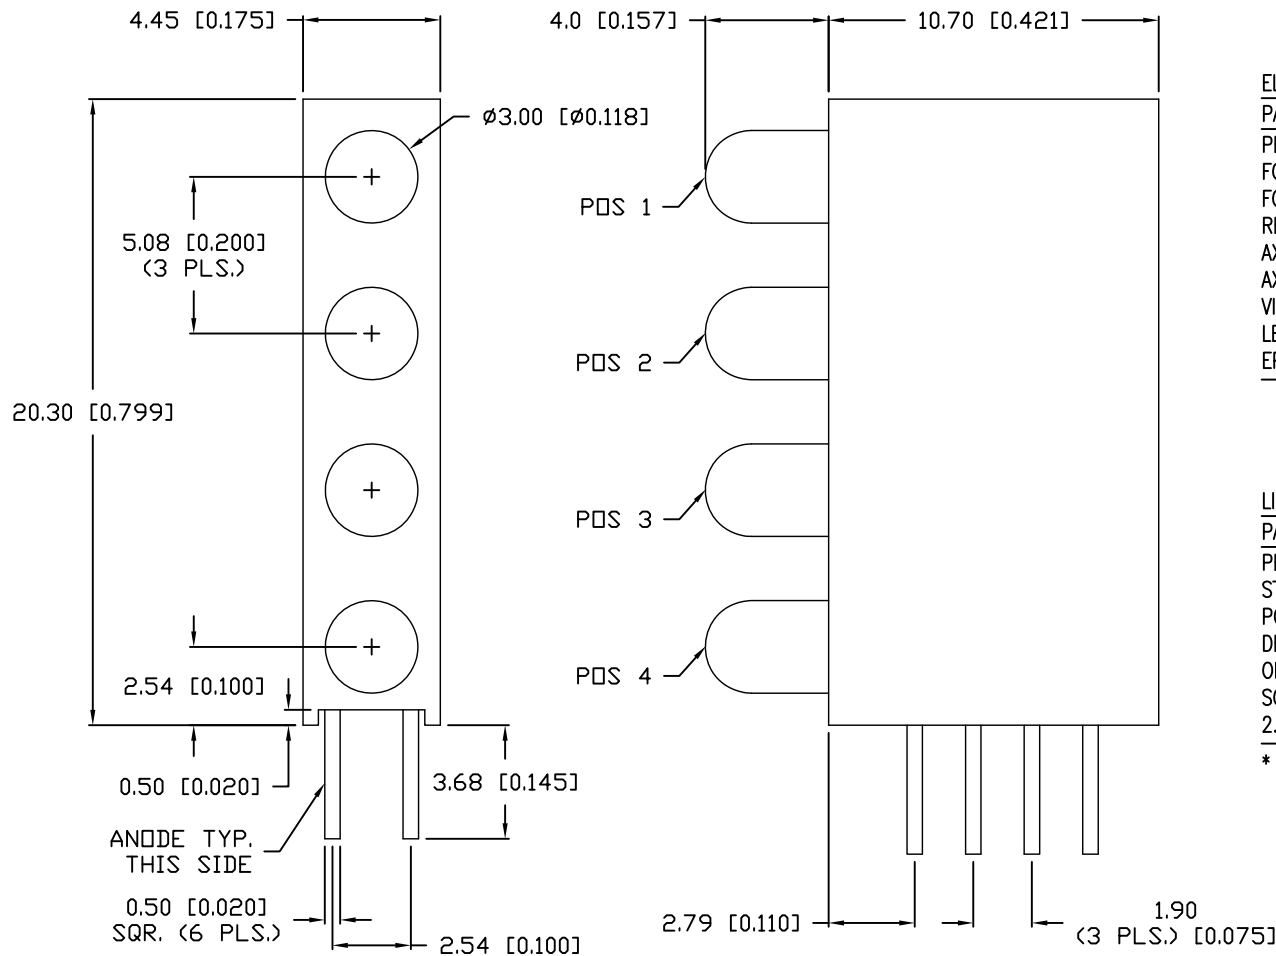 4.45 [0.175]
4.0 [0.157]
10.70 [0.421]
ø3.00 [ø0.118]
POS 1
5.08 [0.200]
(3 PLS.)
POS 2
20.30 [0.799]
POS 3
POS 4
2.54 [0.100]
0.50 [0.020]
3.68 [0.145]
ANODE TYP.
THIS SIDE
0.50 [0.020]
SQR. (6 PLS.)
2.54 [0.100]
2.79 [0.110]
1.90
(3 PLS.) [0.075]
*